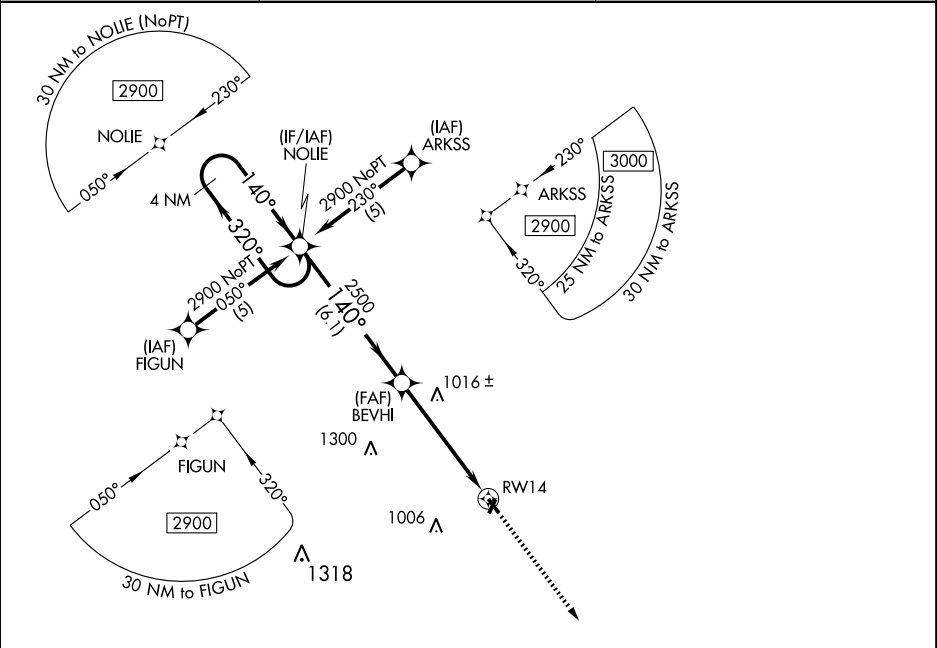 30 NM to NOLIE (NoPT)
2900
230°
NOLIE
050°
(IF/IAF)
NOLIE
(IAF)
ARKSS
4 NM
140°
320°
2900 NoPT
230°
(5)
2900 NoPT
050°
(5)
(IAF)
FIGUN
2500
140°
(6.1)
230°
3000
ARKSS
2900
320°
25 NM to ARKSS
30 NM to ARKSS
(FAF)
BEVHI
1016 ±
1300
RW14
1006
FIGUN
050°
320°
2900
30 NM to FIGUN
1318